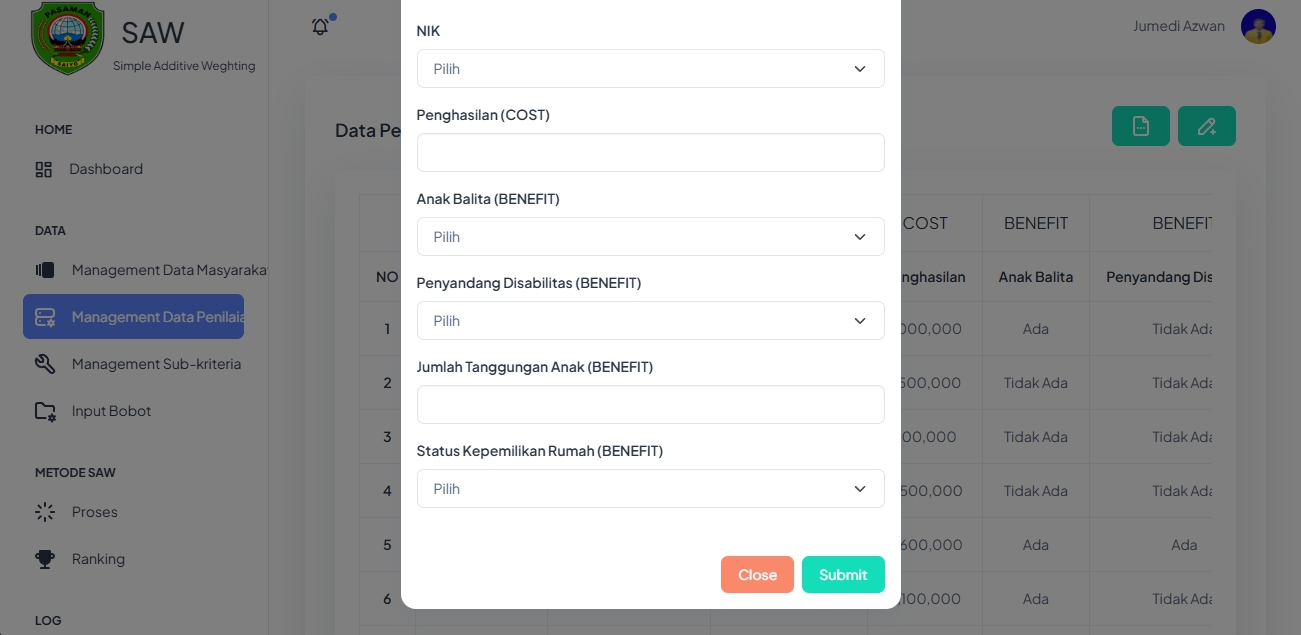 PASAMAN
SAIYO
SAW
Simple Additive Weghting
Jumedi Azwan
HOME
Dashboard
DATA
Management Data Masyaraka
Management Data Penilaia
Management Sub-kriteria
Input Bobot
METODE SAW
Proses
Ranking
LOG
NIK
Pilih
Penghasilan (COST)
Anak Balita (BENEFIT)
Pilih
Penyandang Disabilitas (BENEFIT)
Pilih
Jumlah Tanggungan Anak (BENEFIT)
Status Kepemilikan Rumah (BENEFIT)
Pilih
Close Submit
Data Pe
COST BENEFIT BENEFIT
NO nghasilan Anak Balita Penyandang Dis
1 000,000 Ada Tidak Ada
2 500,000 Tidak Ada Tidak Ada
3 00,000 Tidak Ada Tidak Ada
4 500,000 Tidak Ada Tidak Ada
5 600,000 Ada Ada
6 100,000 Ada Tidak Ada